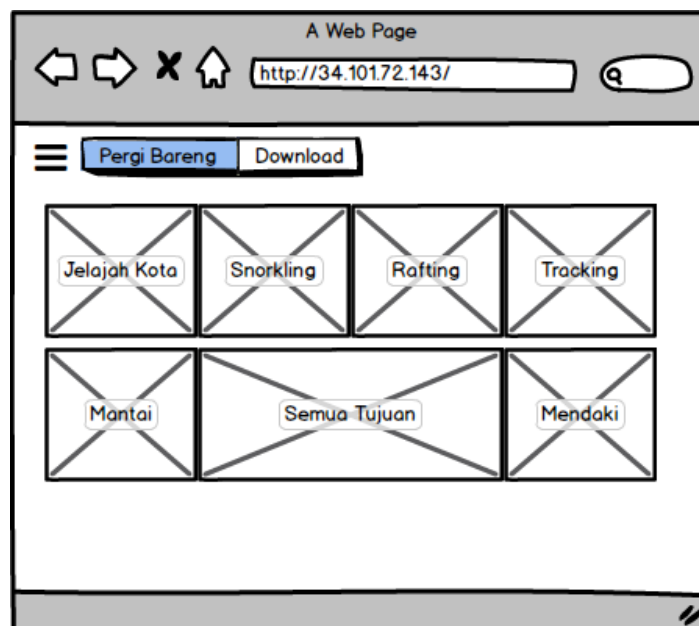 A Web Page
http://34.101.72.143/
Pergi Bareng Download
Jelajah Kota Snorkling Rafting Tracking
Mantai Semua Tujuan Mendaki